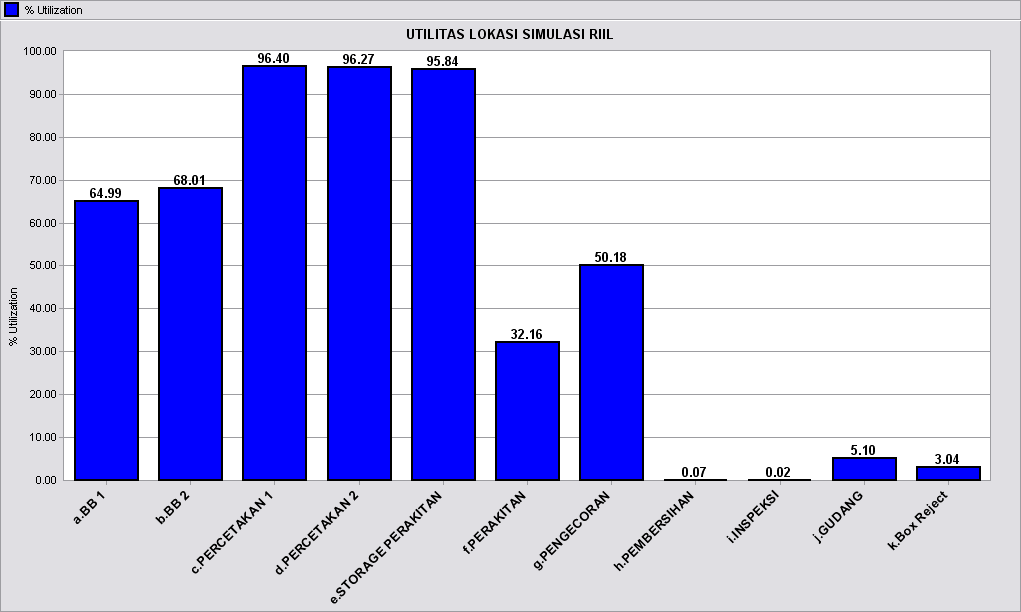 % Utilization
UTILITAS LOKASI SIMULASI RIIL
% Utilization
100.00
90.00
80.00
70.00
60.00
50.00
40.00
30.00
20.00
10.00
0.00
64.99
68.01
96.40
96.27
95.84
32.16
50.18
0.07
0.02
5.10
3.04
a.BB 1
b.BB 2
c.PERCETAKAN 1
d.PERCETAKAN 2
e.STORAGE PERAKITAN
f.PERAKITAN
g.PENGECORAN
h.PEMBERSIHAN
i.INSPEKSI
j.GUDANG
k.Box Reject